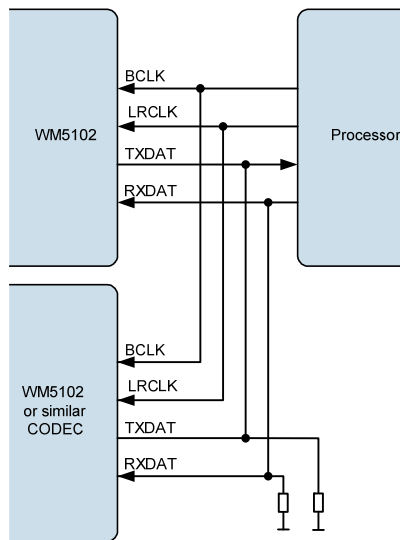 BCLK
LRCLK
WM5102
Processor
TXDAT
RXDAT
BCLK
LRCLK
WM5102
or similar
CODEC
TXDAT
RXDAT